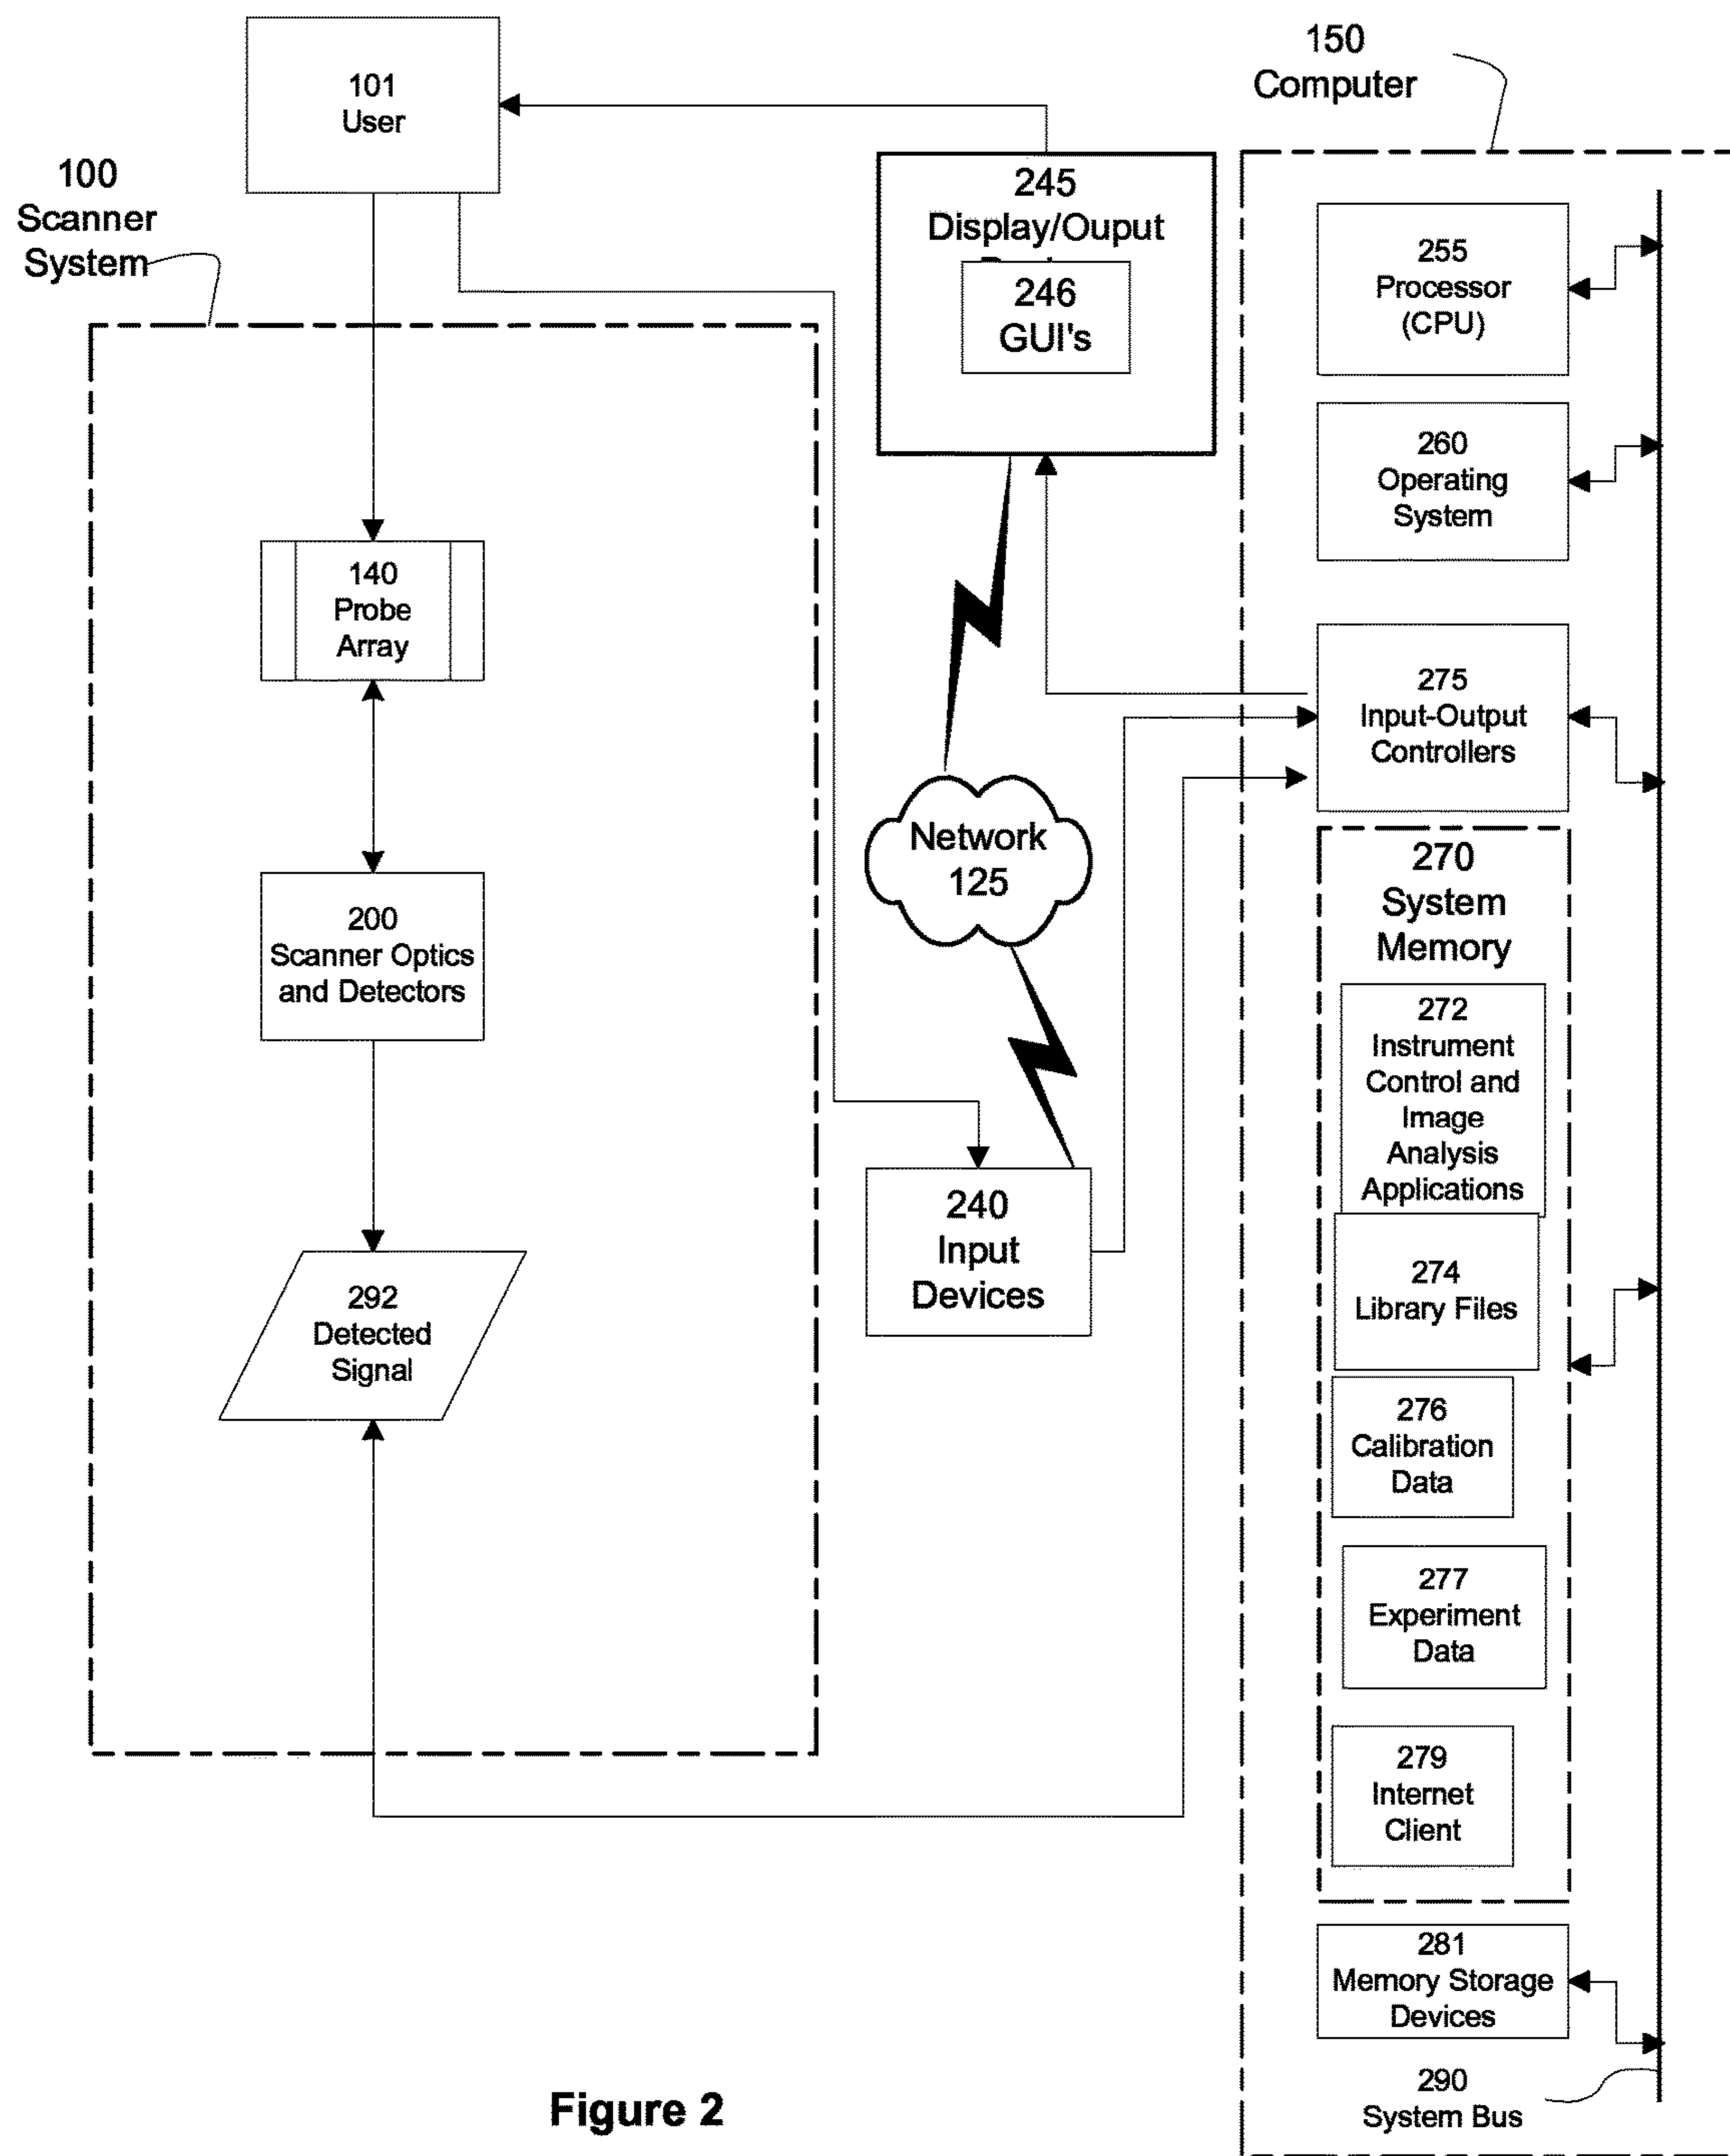 150
Computer
101
User
100
Scanner
System
245
Display/Ouput
246
GUI's
255
Processor
(CPU)
260
Operating
System
140
Probe
Array
275
Input-Output
Controllers
Network
125
200
Scanner Optics
and Detectors
270
System
Memory
272
Instrument
Control and
Image
Analysis
Applications
240
Input
Devices
292
Detected
Signal
274
Library Files
276
Calibration
Data
277
Experiment
Data
279
Internet
Client
281
Memory Storage
Devices
290
System Bus
Figure 2